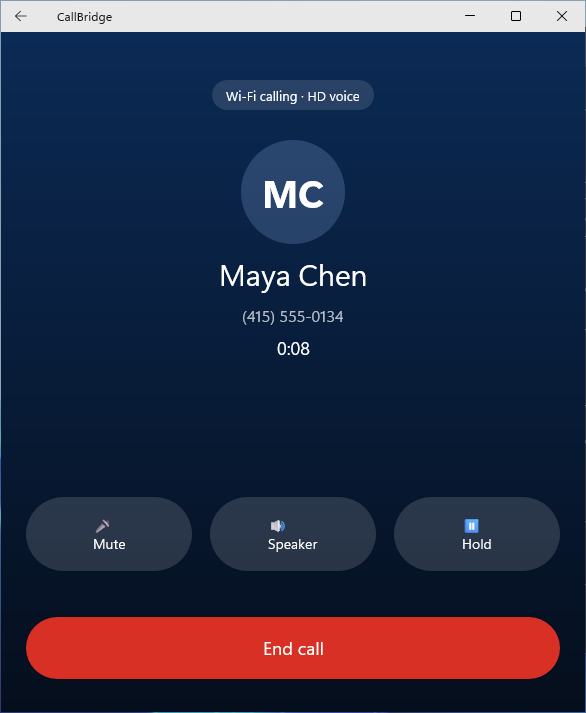 CallBridge
Wi-Fi calling · HD voice
MC
Maya Chen
(415) 555-0134
0:08
Mute
Speaker
Hold
End call